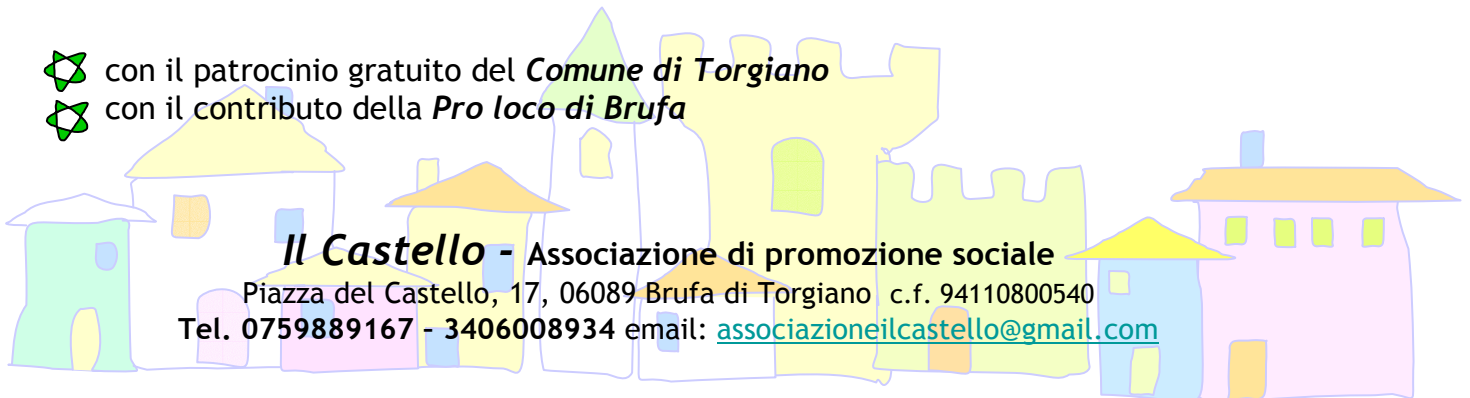 con il patrocinio gratuito del Comune di Torgiano
con il contributo della Pro loco di Brufa
Il Castello - Associazione di promozione sociale
Piazza del Castello, 17, 06089 Brufa di Torgiano c.f. 94110800540
Tel. 0759889167 – 3406008934 email: associazioneilcastello@gmail.com